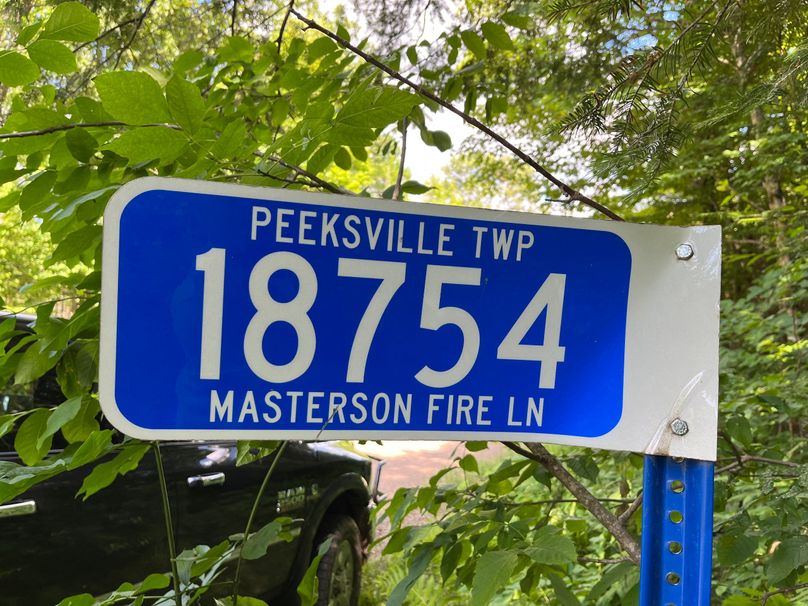 PEEKSVILLE TWP
18754
MASTERSON FIRE LN